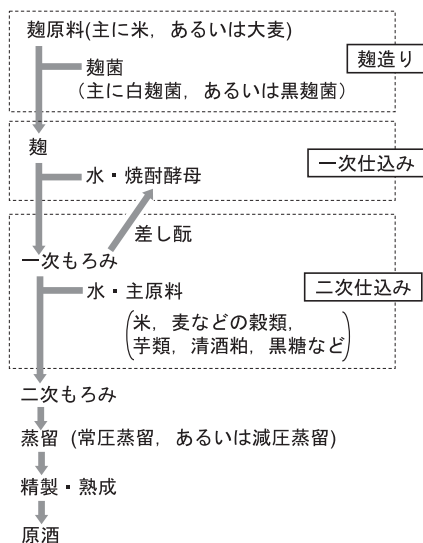 麹原料(主に米，あるいは大麦)
麹造り
麹菌
(主に白麹菌，あるいは黒麹菌)
麹
一次仕込み
水・焼酎酵母
差し酛
一次もろみ
二次仕込み
水・主原料
(米，麦などの穀類，
芋類，清酒粕，黒糖など)
二次もろみ
蒸留 (常圧蒸留，あるいは減圧蒸留)
精製・熟成
原酒